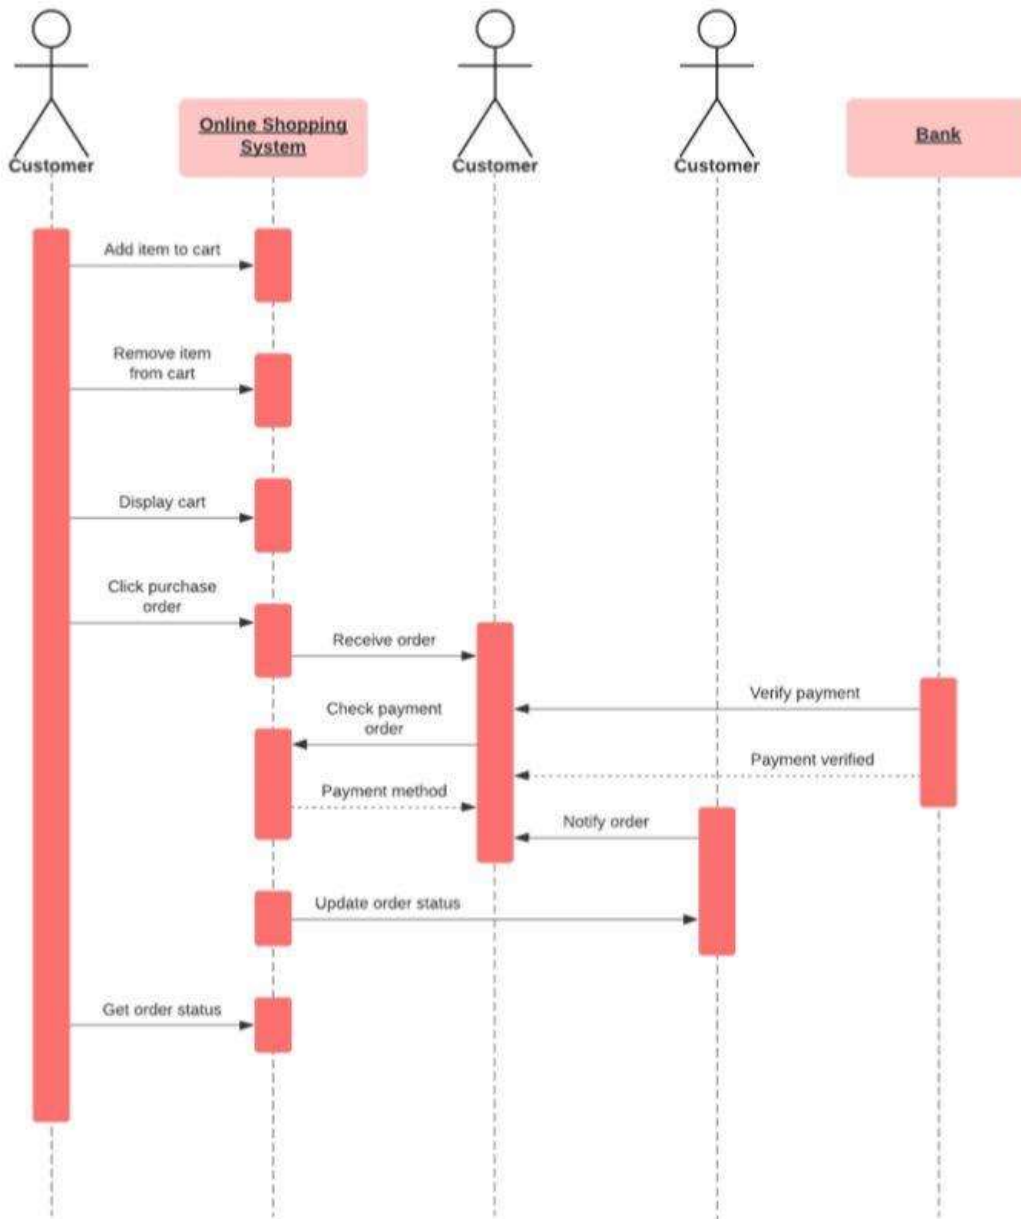 Online Shopping
System
Bank
Customer
Customer
Customer
Add item to cart
Remove item
from cart
Display cart
Click purchase
order
Receive order
Verify payment
Check payment
order
Payment verified
Payment method
Notify order
Update order status
Get order status